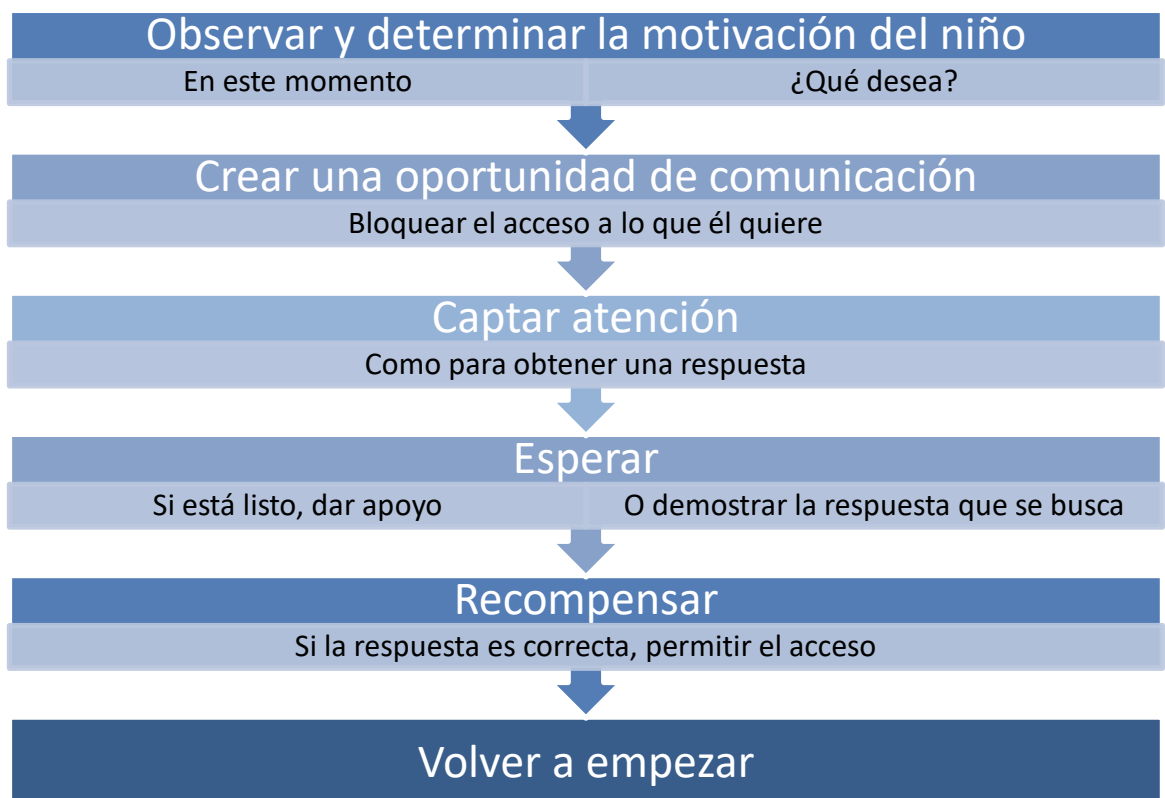 Observar y determinar la motivación del niño
En este momento
¿Qué desea?
Crear una oportunidad de comunicación
Bloquear el acceso a lo que él quiere
Captar atención
Como para obtener una respuesta
Esperar
Si está listo, dar apoyo
O demostrar la respuesta que se busca
Recompensar
Si la respuesta es correcta, permitir el acceso
Volver a empezar